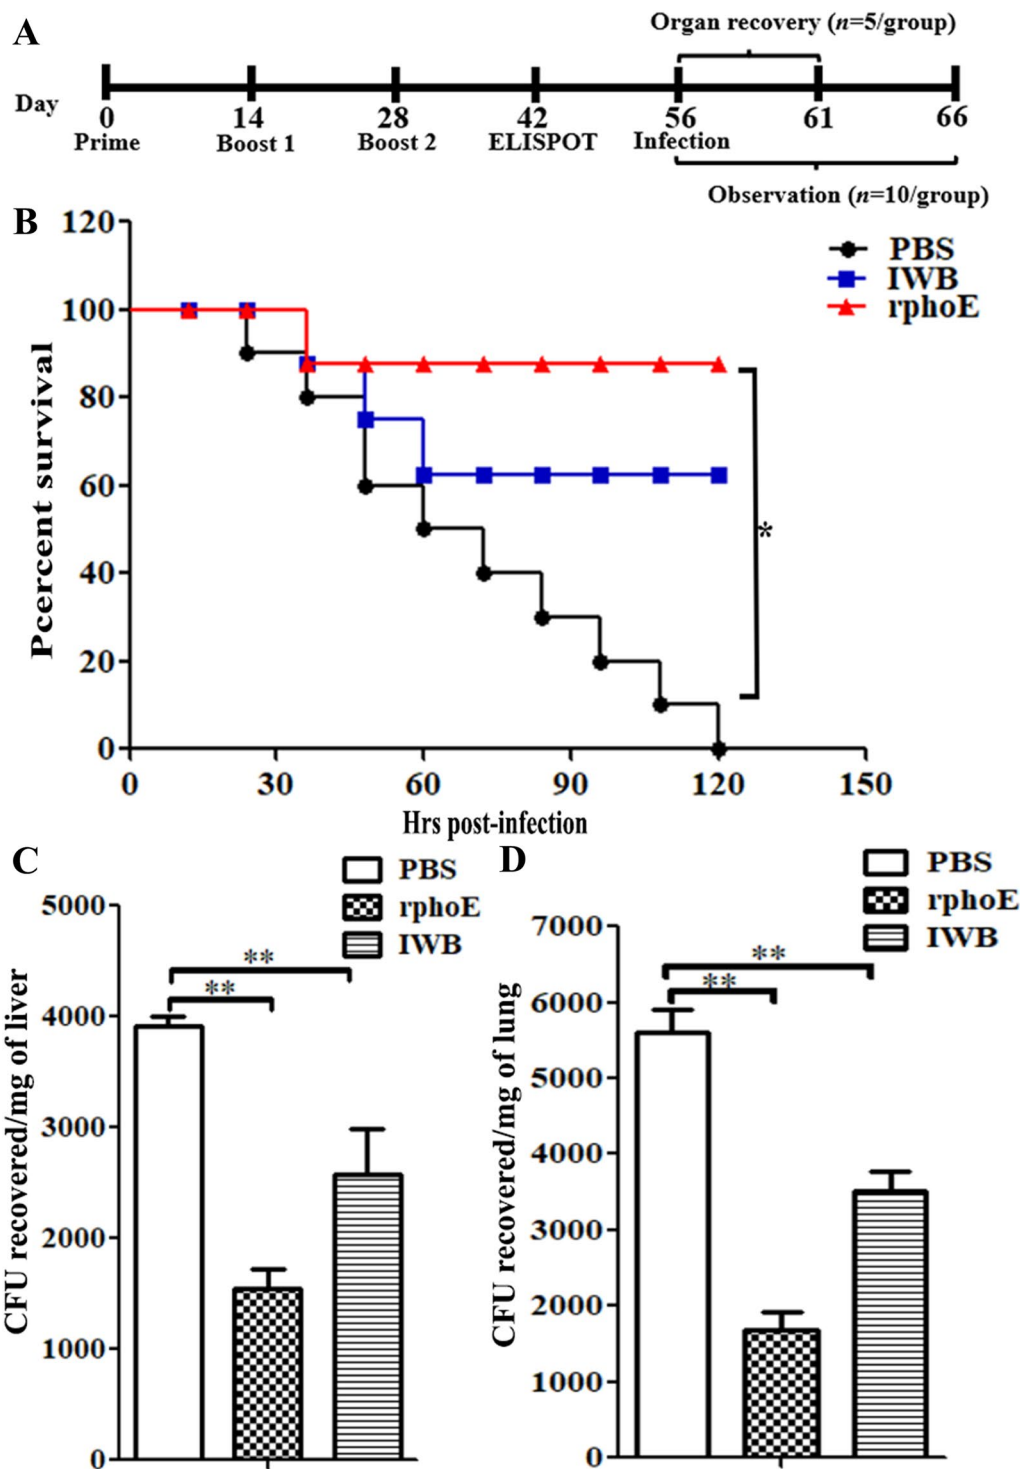 A
Organ recovery (n=5/group)
Day
0 14 28 42 56 61 66
Prime Boost 1 Boost 2 ELISPOT Infection
Observation (n=10/group)
B
PBS
IWB
rphoE
Pcercent survival
120
100
80
60
40
20
0
*
0 30 60 90 120 150
Hrs post-infection
C
PBS
rphoE
IWB
CFU recovered/mg of liver
5000
4000
3000
2000
1000
0
**
**
D
PBS
rphoE
IWB
CFU recovered/mg of lung
7000
6000
5000
4000
3000
2000
1000
0
**
**